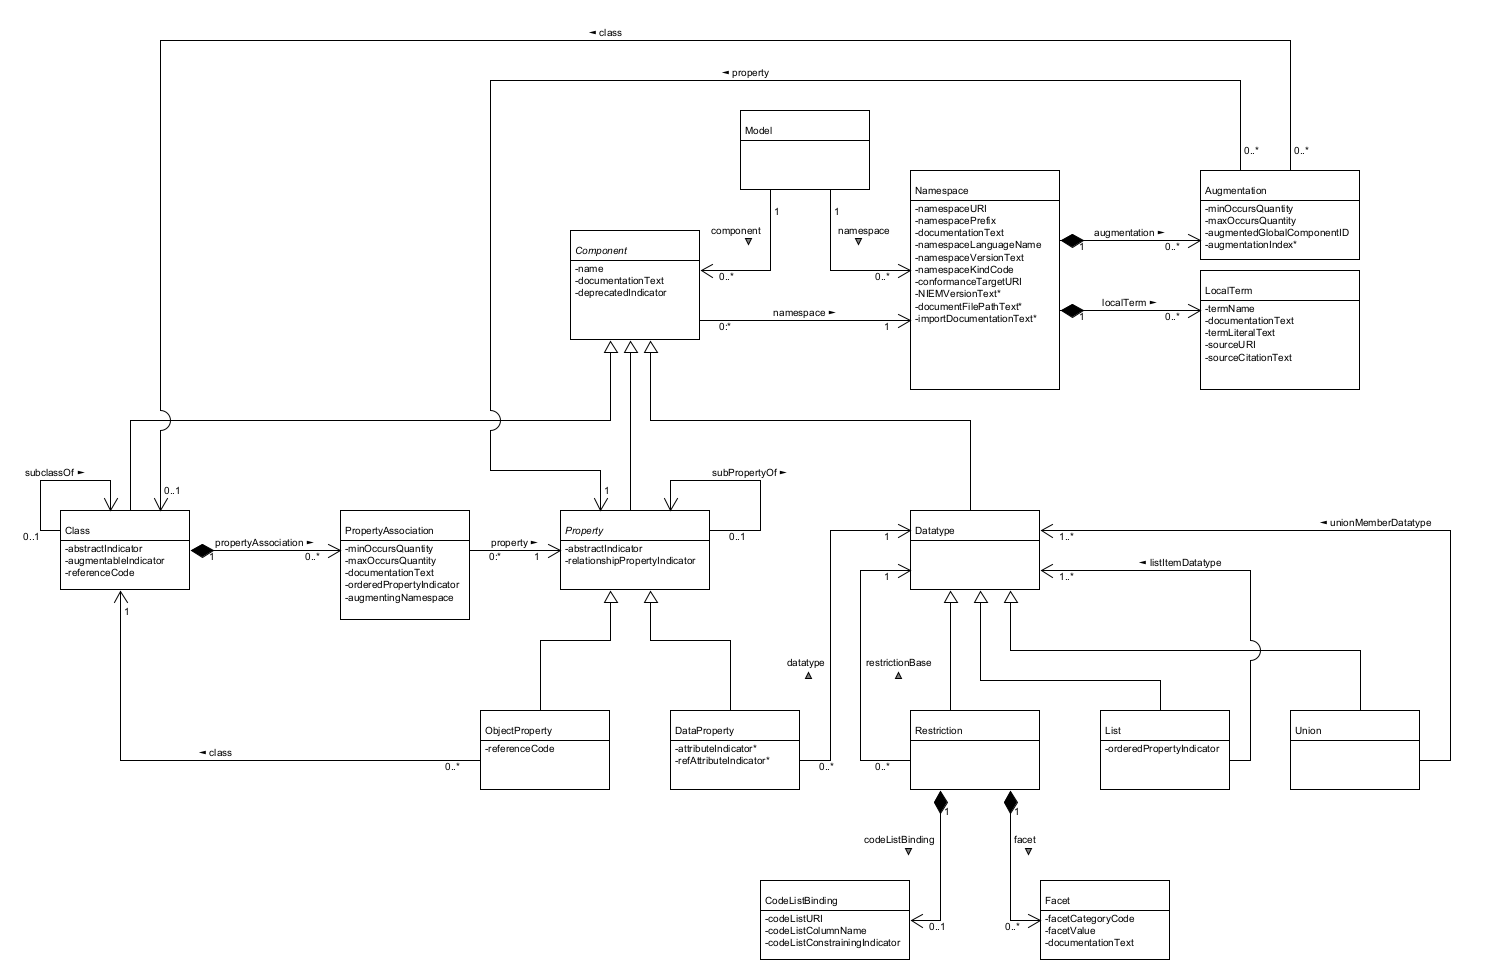 ◄ class
◄ property
Model
1
1
component
namespace
0..*
0..*
Component
-name
-documentationText
-deprecatedIndicator
namespace ►
0:*
1
Namespace
-namespaceURI
-namespacePrefix
-documentationText
-namespaceLanguageName
-namespaceVersionText
-namespaceKindCode
-conformanceTargetURI
-NIEMVersionText*
-documentFilePathText*
-importDocumentationText*
augmentation ►
1
0..*
localTerm ►
1
0..*
0..*
0..*
Augmentation
-minOccursQuantity
-maxOccursQuantity
-augmentedGlobalComponentID
-augmentationIndex*
LocalTerm
-termName
-documentationText
-termLiteralText
-sourceURI
-sourceCitationText
subclassOf ►
0..1
0..1
Class
-abstractIndicator
-augmentableIndicator
-referenceCode
propertyAssociation ►
1
0..*
PropertyAssociation
-minOccursQuantity
-maxOccursQuantity
-documentationText
-orderedPropertyIndicator
-augmentingNamespace
property ►
0:*
1
1
subPropertyOf ►
0..1
Property
-abstractIndicator
-relationshipPropertyIndicator
Datatype
1
1
◄ unionMemberDatatype
1..*
◄ listItemDatatype
1..*
1
datatype
restrictionBase
ObjectProperty
-referenceCode
◄ class
0..*
DataProperty
-attributeIndicator*
-refAttributeIndicator*
0..*
Restriction
0..*
List
-orderedPropertyIndicator
Union
1
1
codeListBinding
facet
CodeListBinding
-codeListURI
-codeListColumnName
-codeListConstrainingIndicator
0..1
0..*
Facet
-facetCategoryCode
-facetValue
-documentationText